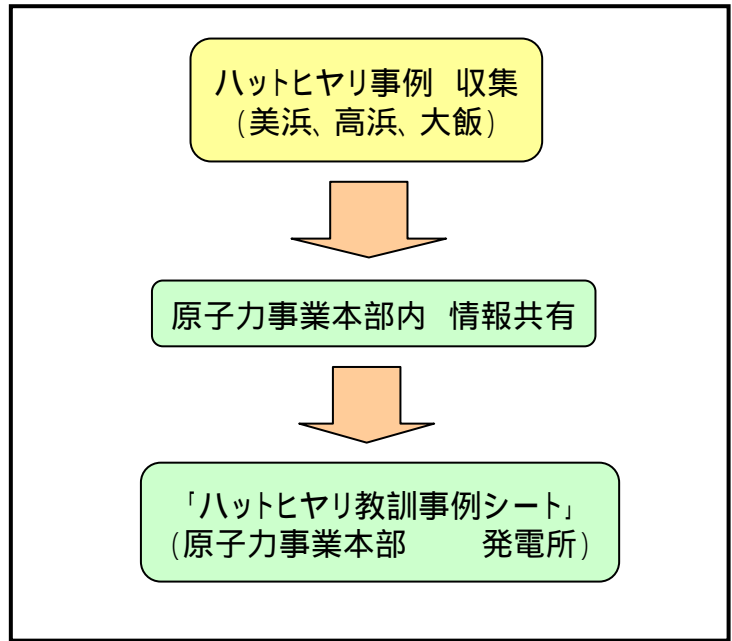 ハットヒヤリ事例　収集
(美浜、高浜、大飯)
原子力事業本部内　情報共有
「ハットヒヤリ教訓事例シート」
(原子力事業本部　　発電所)